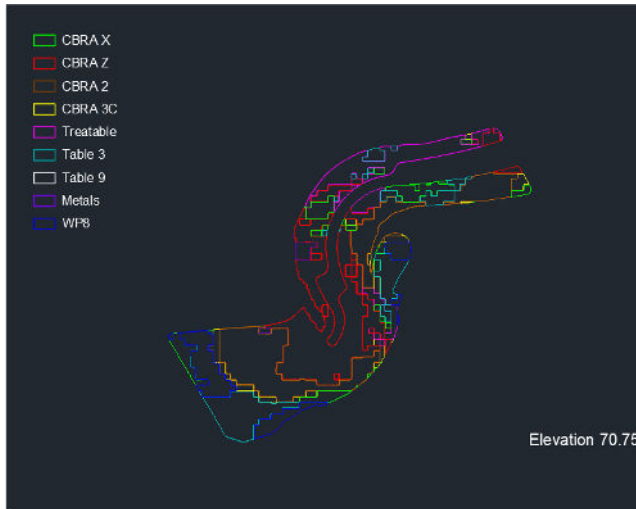 CBRA X
CBRA Z
CBRA 2
CBRA 3C
Treatable
Table 3
Table 9
Metals
WP8
Elevation 70.75